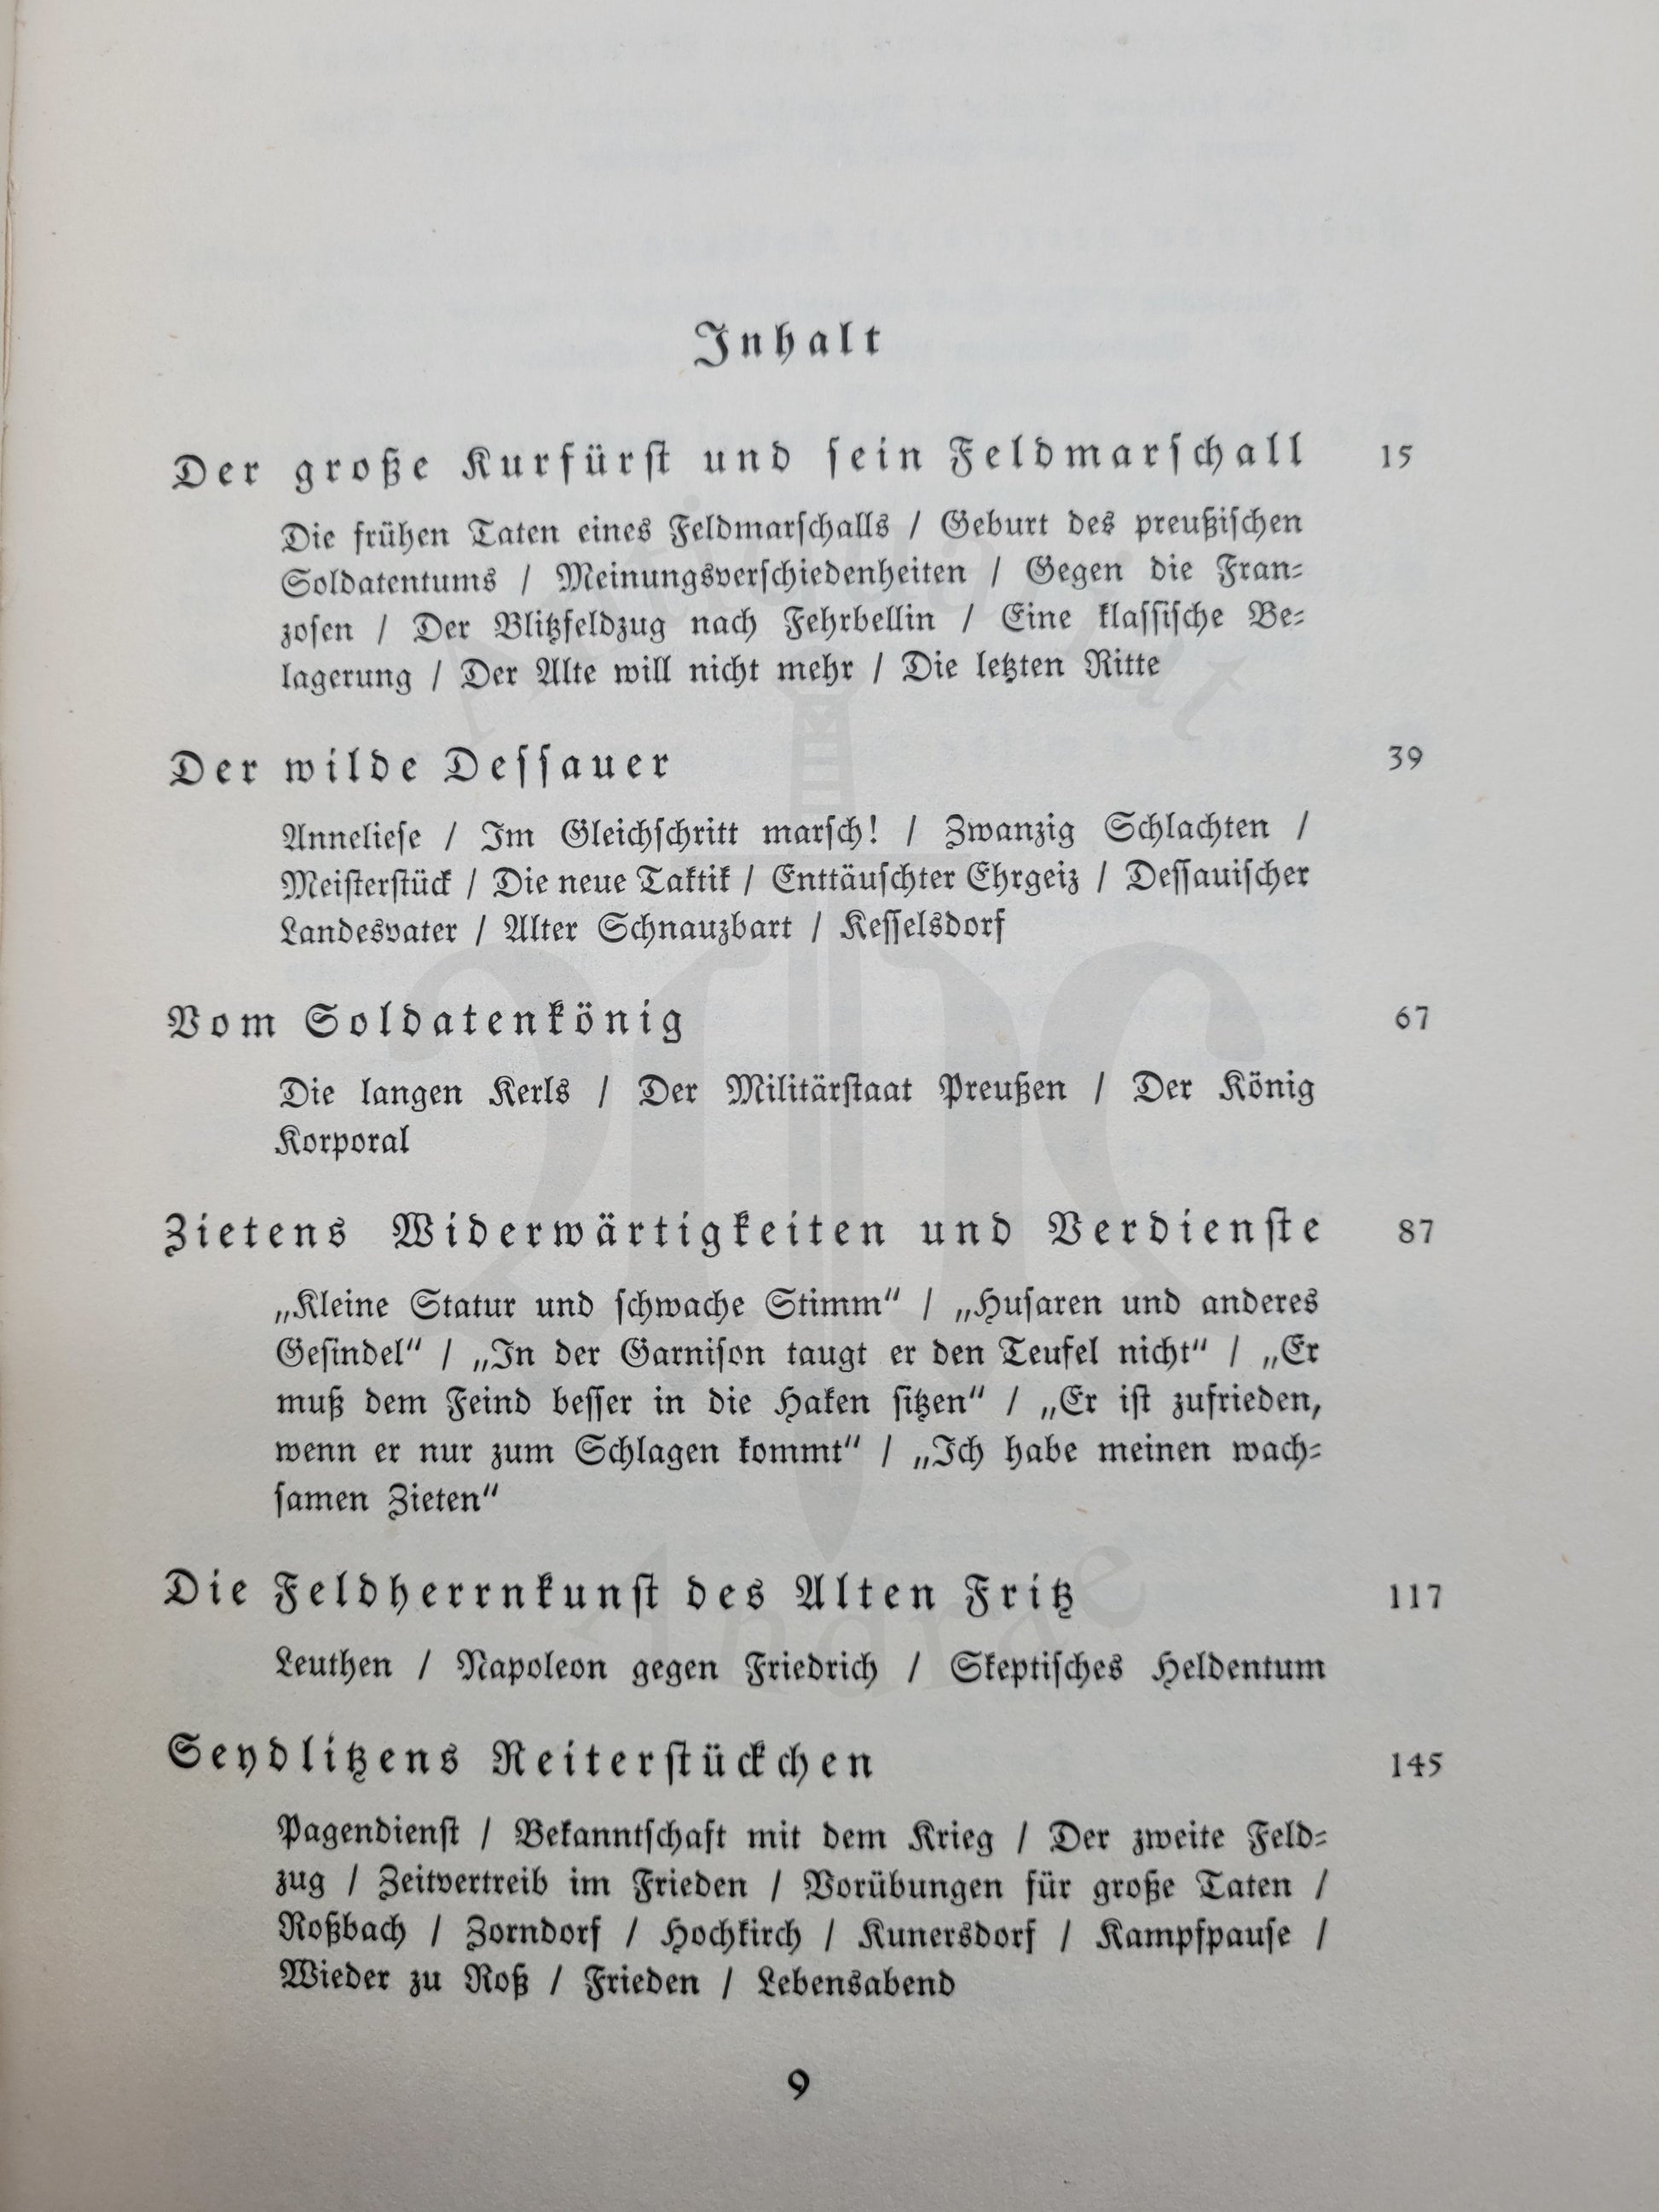 Inhalt
Der große Kurfürst und sein Feldmarschall 15
Die frühen Taten eines Feldmarschalls / Geburt des preußischen
Soldatentums / Meinungsverschiedenheiten / Gegen die Fran-
zosen / Der Blitzfeldzug nach Fehrbellin / Eine klassische Be-
lagerung / Der Alte will nicht mehr / Die letzten Ritte
Der wilde Dessauer 39
Anneliese / Im Gleichschritt marsch! / Zwanzig Schlachten /
Meisterstück / Die neue Taktik / Enttäuschter Ehrgeiz / Dessauischer
Landesvater / Alter Schnauzbart / Kesselsdorf
Vom Soldatenkönig 67
Die langen Kerls / Der Militärstaat Preußen / Der König
Korporal
Zietens Widerwärtigkeiten und Verdienste 87
„Kleine Statur und schwache Stimm“ / „Husaren und anderes
Gesindel“ / „In der Garnison taugt er den Teufel nicht“ / „Er
muß dem Feind besser in die Haken sitzen“ / „Er ist zufrieden,
wenn er nur zum Schlagen kommt“ / „Ich habe meinen wach-
samen Zieten“
Die Feldherrnkunst des Alten Fritz 117
Leuthen / Napoleon gegen Friedrich / Skeptisches Heldentum
Seydlitzens Reiterstückchen 145
Pagendienst / Bekanntschaft mit dem Krieg / Der zweite Feld-
zug / Zeitvertreib im Frieden / Vorübungen für große Taten /
Roßbach / Zorndorf / Hochkirch / Kunersdorf / Kampfpause /
Wieder zu Roß / Frieden / Lebensabend
9
Andrae